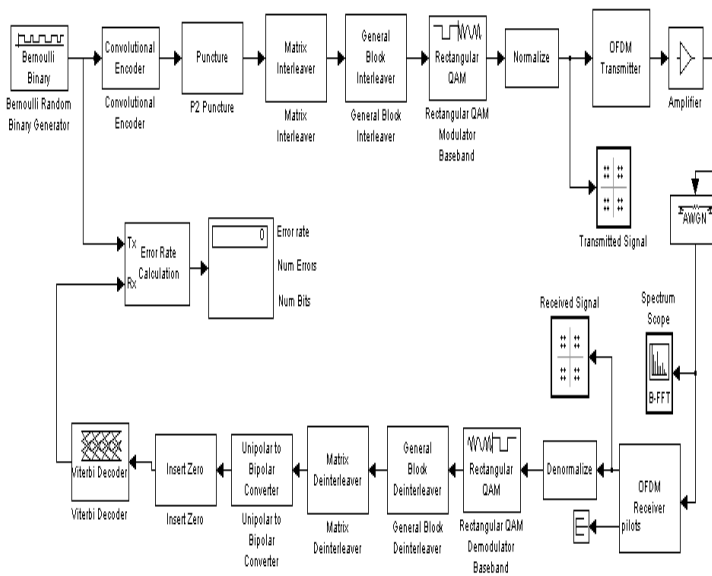 Bernoulli
Binary
Bernoulli Random
Binary Generator
Convolutional
Encoder
Convolutional
Encoder
Puncture
P2 Puncture
Matrix
Interleaver
Matrix
Interleaver
General
Block
Interleaver
General Block
Interleaver
Rectangular
QAM
Rectangular QAM
Modulator
Baseband
Normalize
OFDM
Transmitter
Amplifier
Transmitted Signal
AWGN
Tx
Rx
Error Rate
Calculation
0
Error rate
Num Errors
Num Bits
Received Signal
Spectrum
Scope
B-FFT
Viterbi Decoder
Viterbi Decoder
Insert Zero
Insert Zero
Unipolar to
Bipolar
Converter
Unipolar to
Bipolar
Converter
Matrix
Deinterleaver
Matrix
Deinterleaver
General
Block
Deinterleaver
General Block
Deinterleaver
Rectangular
QAM
Rectangular QAM
Demodulator
Baseband
Denormalize
OFDM
Receiver
pilots